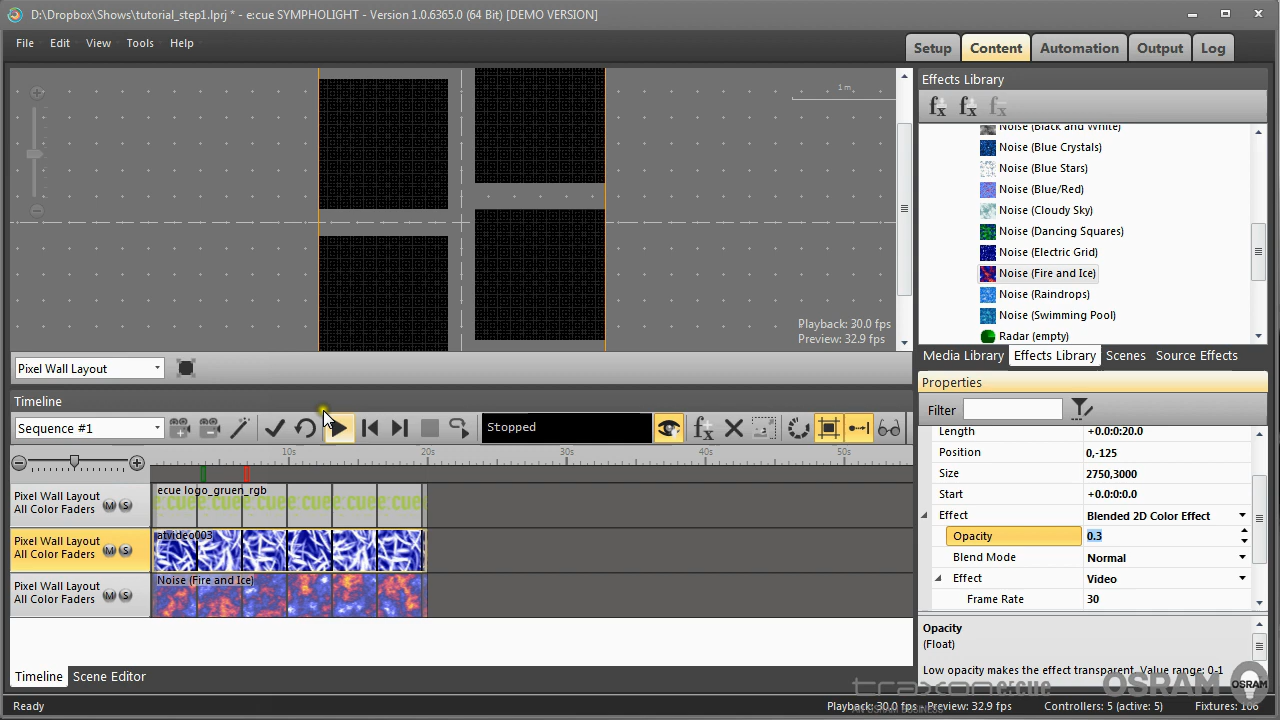 D:\Dropbox\Shows\tutorial_step1.lprj * - e:cue SYMPHOLIGHT - Version 1.0.6365.0 (64 Bit) [DEMO VERSION]
File Edit View Tools Help
Setup Content Automation Output Log
1 m
Playback: 30.0 fps
Preview: 32.9 fps
Effects Library
Noise (Black and White)
Noise (Blue Crystals)
Noise (Blue Stars)
Noise (Blue/Red)
Noise (Cloudy Sky)
Noise (Dancing Squares)
Noise (Electric Grid)
Noise (Fire and Ice)
Noise (Raindrops)
Noise (Swimming Pool)
Radar (empty)
Media Library Effects Library Scenes Source Effects
Pixel Wall Layout
Timeline
Sequence #1
Stopped
10s 20s 30s 40s 50s
Pixel Wall Layout
All Color Faders M S
ecue logo_gruen_rgb
e:cue e:cue e:cue e:cue e:cue e:cue
Pixel Wall Layout
All Color Faders M S
atvideo003
Pixel Wall Layout
All Color Faders M S
Noise (Fire and Ice)
Properties
Filter
Length +0.0:0:20.0
Position 0,-125
Size 2750,3000
Start +0.0:0:0.0
Effect Blended 2D Color Effect
Opacity 0.3
Blend Mode Normal
Effect Video
Frame Rate 30
Opacity
(Float)
Low opacity makes the effect transparent. Value range: 0-1
Timeline Scene Editor
traxon e:cue
OSRAM OSRAM
Ready
Playback: 30.0 fps Preview: 32.9 fps Controllers: 5 (active: 5) Fixtures: 106